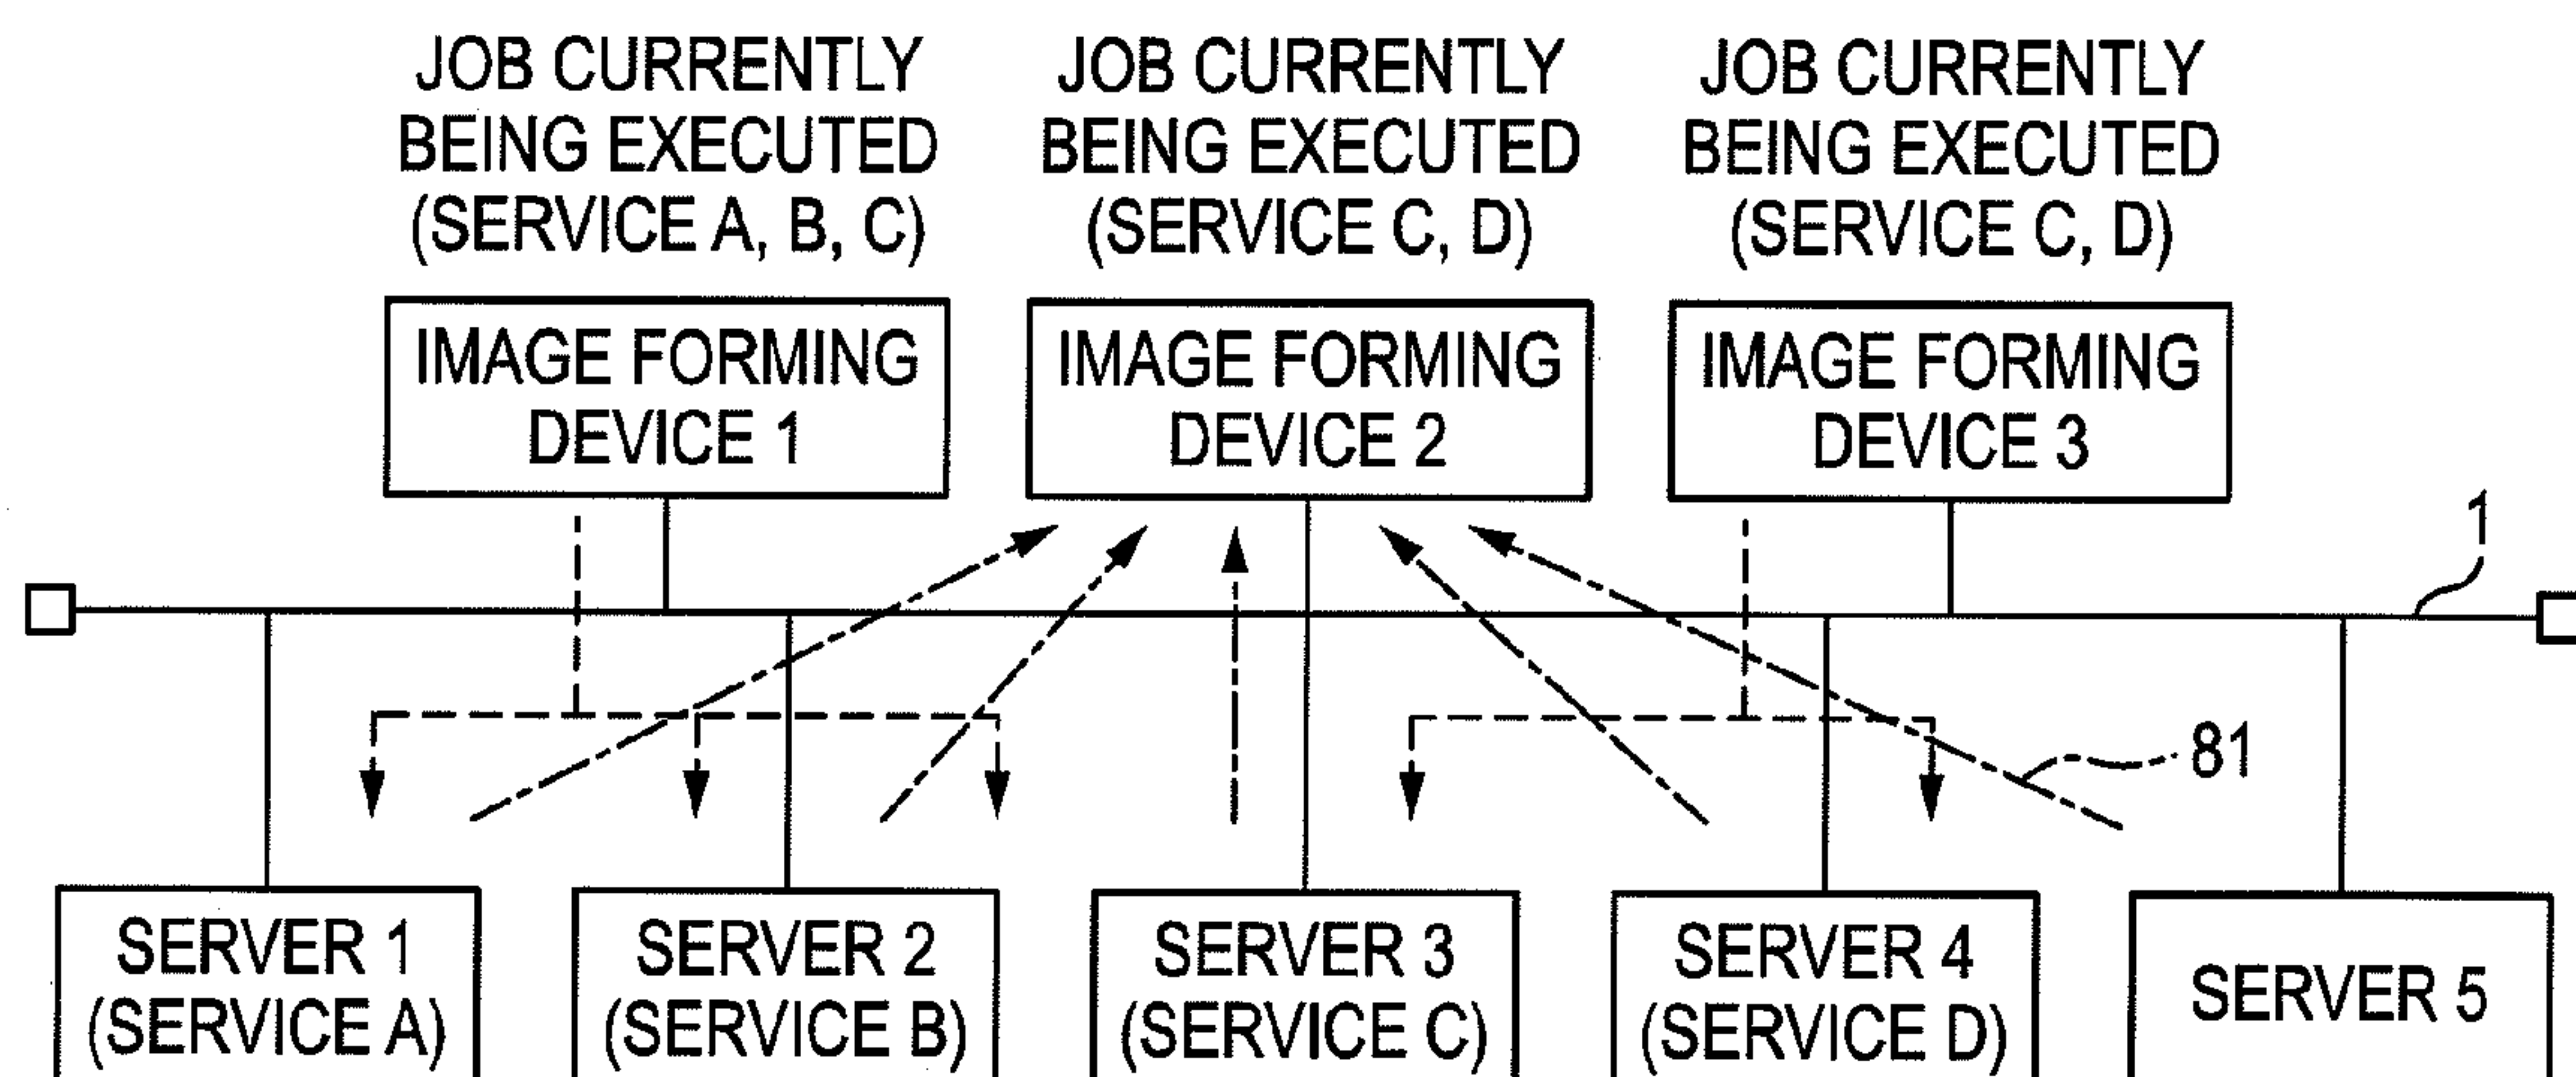 JOB CURRENTLY
BEING EXECUTED
(SERVICE A, B, C)
JOB CURRENTLY
BEING EXECUTED
(SERVICE C, D)
JOB CURRENTLY
BEING EXECUTED
(SERVICE C, D)
IMAGE FORMING
DEVICE 1
IMAGE FORMING
DEVICE 2
IMAGE FORMING
DEVICE 3
1
81
SERVER 1
(SERVICE A)
SERVER 2
(SERVICE B)
SERVER 3
(SERVICE C)
SERVER 4
(SERVICE D)
SERVER 5